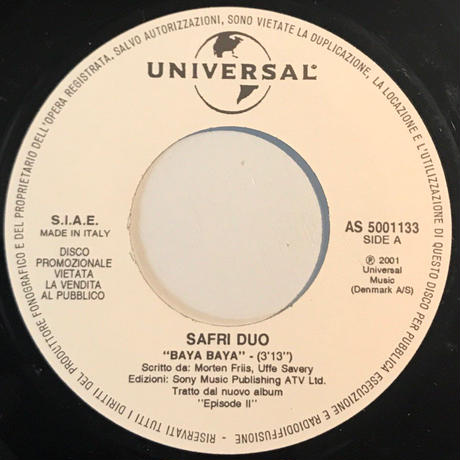 RISERVATI TUTTI I DIRITTI DEL PRODUTTORE FONOGRAFICO E DEL PROPRIETARIO DELL'OPERA REGISTRATA. SALVO AUTORIZZAZIONI, SONO VIETATE LA DUPLICAZIONE, LA LOCAZIONE E L'UTILIZZAZIONE DI QUESTO DISCO PER PUBBLICA ESECUZIONE E RADIODIFFUSIONE -
UNIVERSAL
S.I.A.E.
MADE IN ITALY
DISCO
PROMOZIONALE
VIETATA
LA VENDITA
AL PUBBLICO
AS 5001133
SIDE A
℗ 2001
Universal
Music
(Denmark A/S)
SAFRI DUO
"BAYA BAYA" - (3'13")
Scritto da: Morten Friis, Uffe Savery
Edizioni: Sony Music Publishing ATV Ltd.
Tratto dal nuovo album
"Episode II"